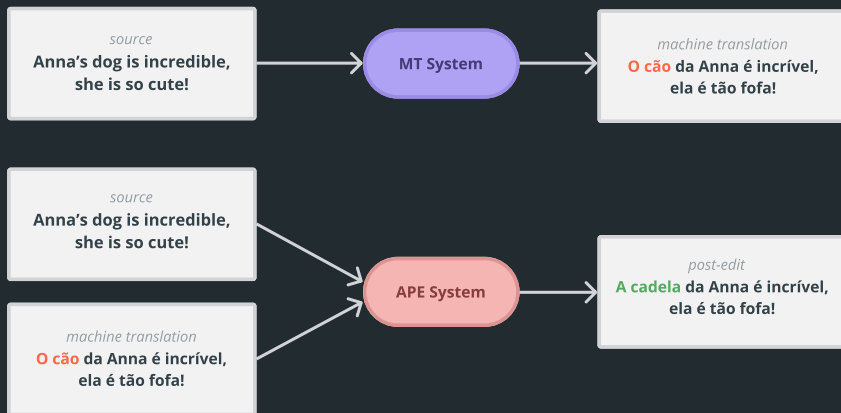 source
Anna’s dog is incredible,
she is so cute!
MT System
machine translation
O cão da Anna é incrível,
ela é tão fofa!
source
Anna’s dog is incredible,
she is so cute!
machine translation
O cão da Anna é incrível,
ela é tão fofa!
APE System
post-edit
A cadela da Anna é incrível,
ela é tão fofa!